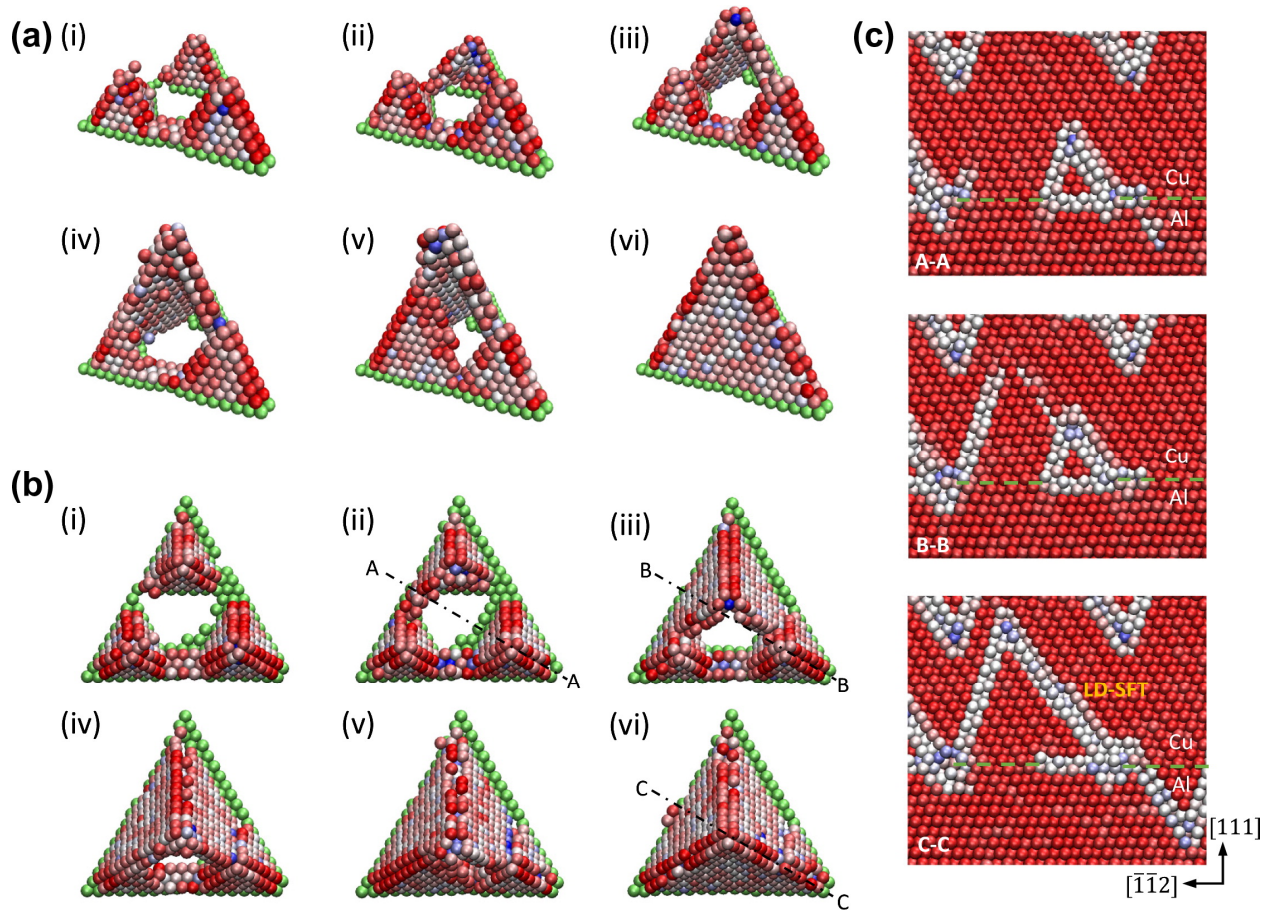 (a) (i) (ii) (iii)
(iv) (v) (vi)
(b)
(i) (ii) (iii)
A
A
B
B
(iv) (v) (vi)
C
C
(c)
Cu
Al
A-A
Cu
Al
B-B
LD-SFT
Cu
Al
C-C
[111]
[1̅1̅2]